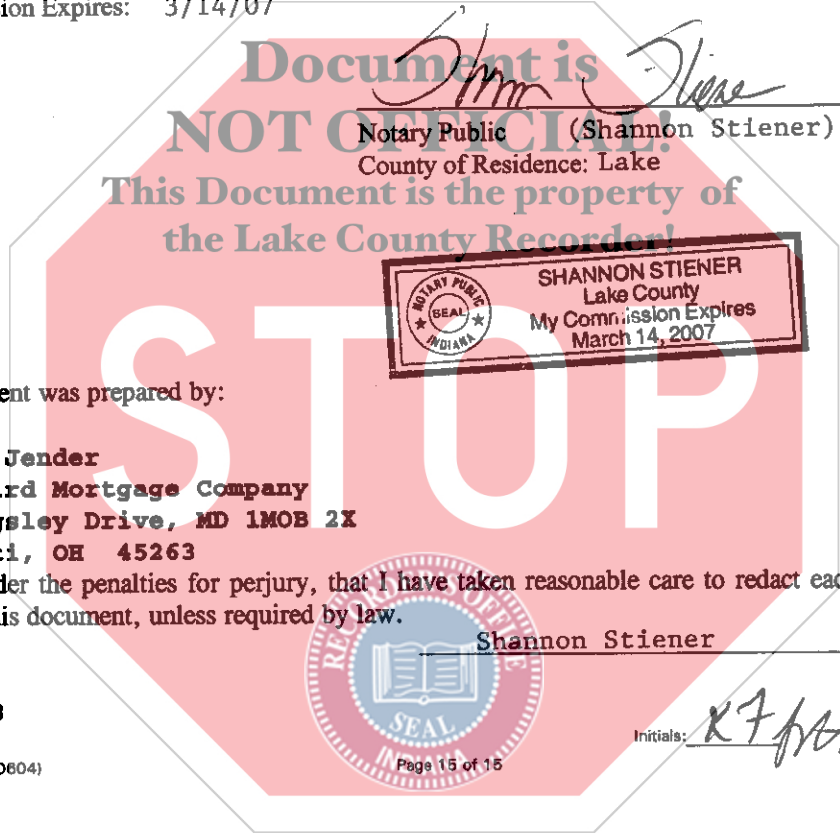 ion Expires: 3/14/07
Document is
NOT OFFICIAL!
Notary Public (Shannon Stiener)
County of Residence: Lake
This Document is the property of
the Lake County Recorder!
NOTARY PUBLIC
SEAL
INDIANA
SHANNON STIENER
Lake County
My Commission Expires
March 14, 2007
STOP
ent was prepared by:
Jender
rd Mortgage Company
gsley Drive, MD 1MOB 2X
i, OH 45263
der the penalties for perjury, that I have taken reasonable care to redact eac
is document, unless required by law.
Shannon Stiener
RECORDER'S OFFICE
SEAL
INDIANA
Initials: KF
0604)
Page 15 of 15